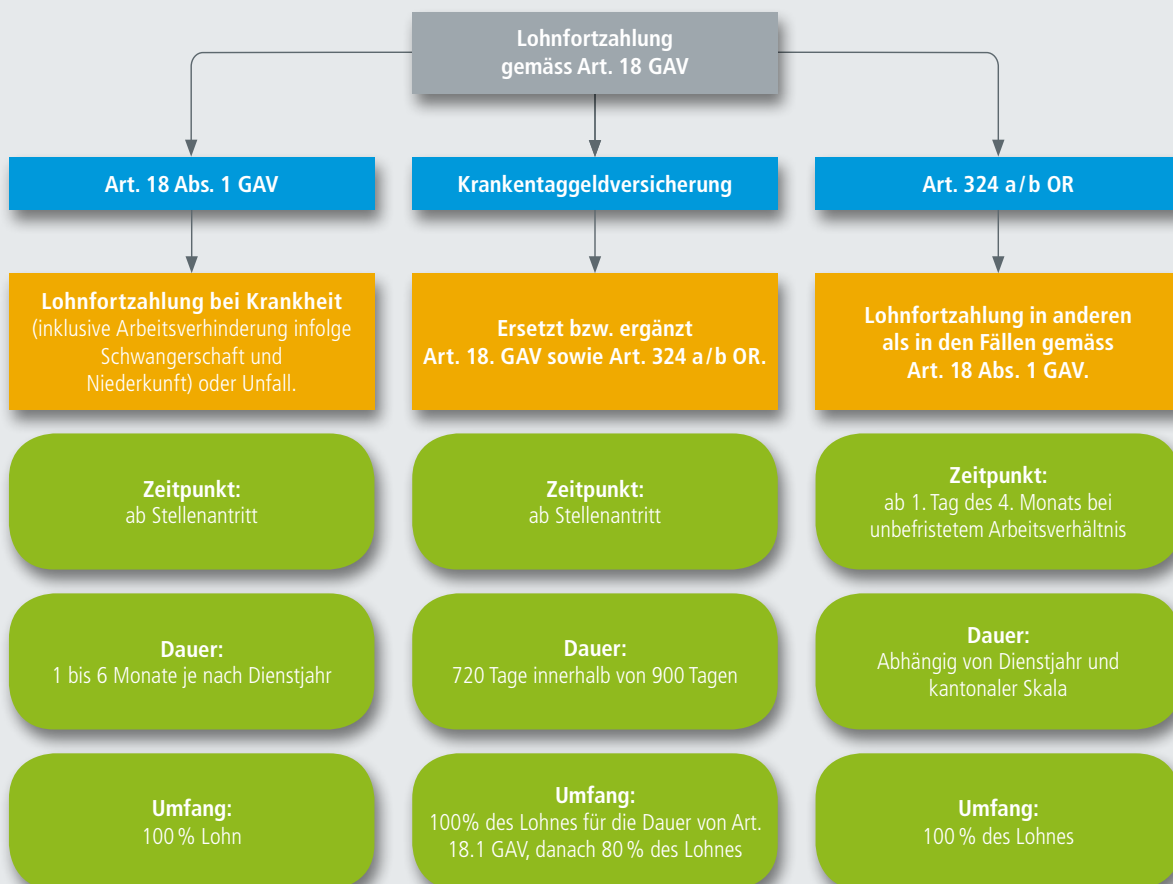 Lohnfortzahlung
gemäss Art. 18 GAV
Art. 18 Abs. 1 GAV
Krankentaggeldversicherung
Art. 324 a/b OR
Lohnfortzahlung bei Krankheit
(inklusive Arbeitsverhinderung infolge
Schwangerschaft und
Niederkunft) oder Unfall.
Ersetzt bzw. ergänzt
Art. 18. GAV sowie Art. 324 a/b OR.
Lohnfortzahlung in anderen
als in den Fällen gemäss
Art. 18 Abs. 1 GAV.
Zeitpunkt:
ab Stellenantritt
Zeitpunkt:
ab Stellenantritt
Zeitpunkt:
ab 1. Tag des 4. Monats bei
unbefristetem Arbeitsverhältnis
Dauer:
1 bis 6 Monate je nach Dienstjahr
Dauer:
720 Tage innerhalb von 900 Tagen
Dauer:
Abhängig von Dienstjahr und
kantonaler Skala
Umfang:
100 % Lohn
Umfang:
100% des Lohnes für die Dauer von Art.
18.1 GAV, danach 80 % des Lohnes
Umfang:
100 % des Lohnes